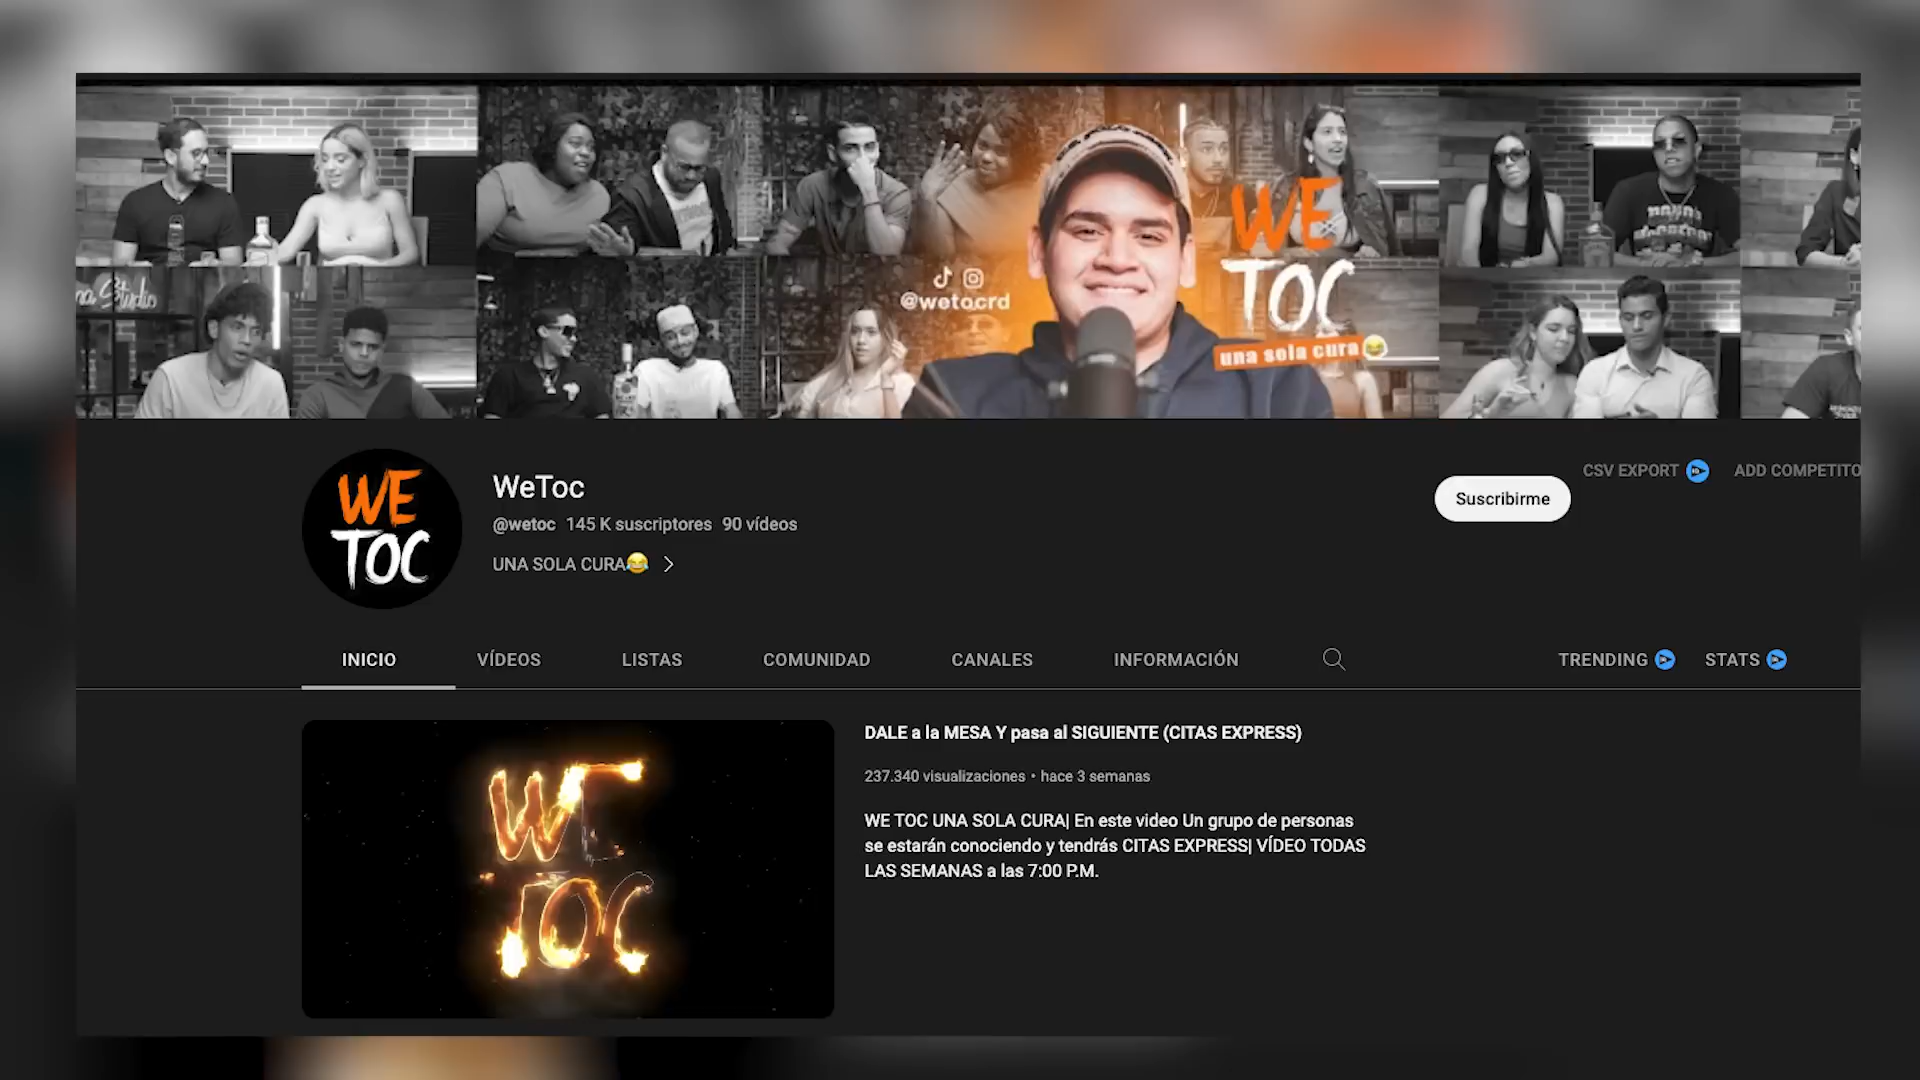 na Studio
@wetocrd
WE
TOC
una sola cura😂
WE
TOC
WeToc
@wetoc 145 K suscriptores 90 vídeos
UNA SOLA CURA😂
Suscribirme
CSV EXPORT
ADD COMPETITO
INICIO
VÍDEOS
LISTAS
COMUNIDAD
CANALES
INFORMACIÓN
TRENDING
STATS
WE
TOC
DALE a la MESA Y pasa al SIGUIENTE (CITAS EXPRESS)
237.340 visualizaciones • hace 3 semanas
WE TOC UNA SOLA CURA| En este video Un grupo de personas
se estarán conociendo y tendrás CITAS EXPRESS| VÍDEO TODAS
LAS SEMANAS a las 7:00 P.M.